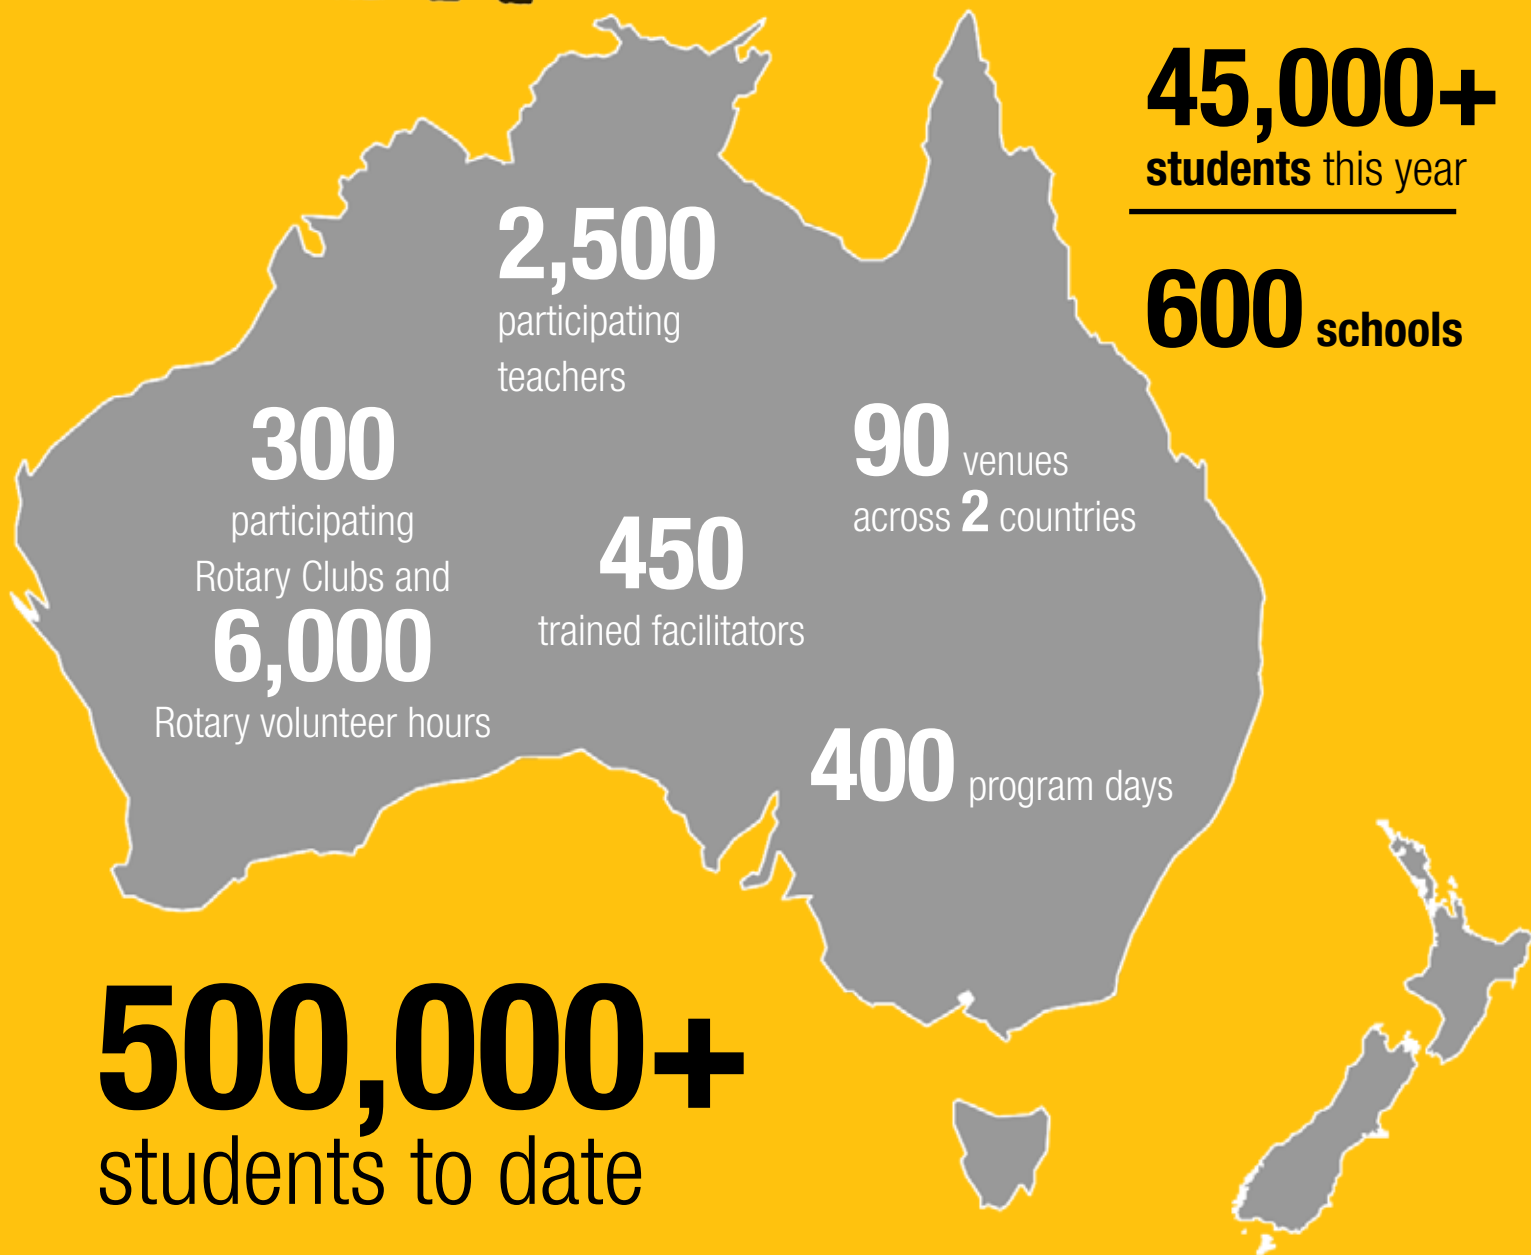 45,000+
students this year
600 schools
2,500
participating
teachers
300
participating
Rotary Clubs and
6,000
Rotary volunteer hours
450
trained facilitators
90 venues
across 2 countries
400 program days
500,000+
students to date